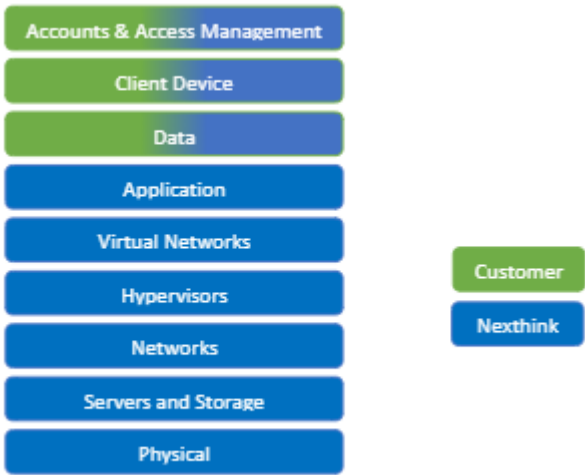 Accounts & Access Management
Client Device
Data
Application
Virtual Networks
Hypervisors
Networks
Servers and Storage
Physical
Customer
Nexthink